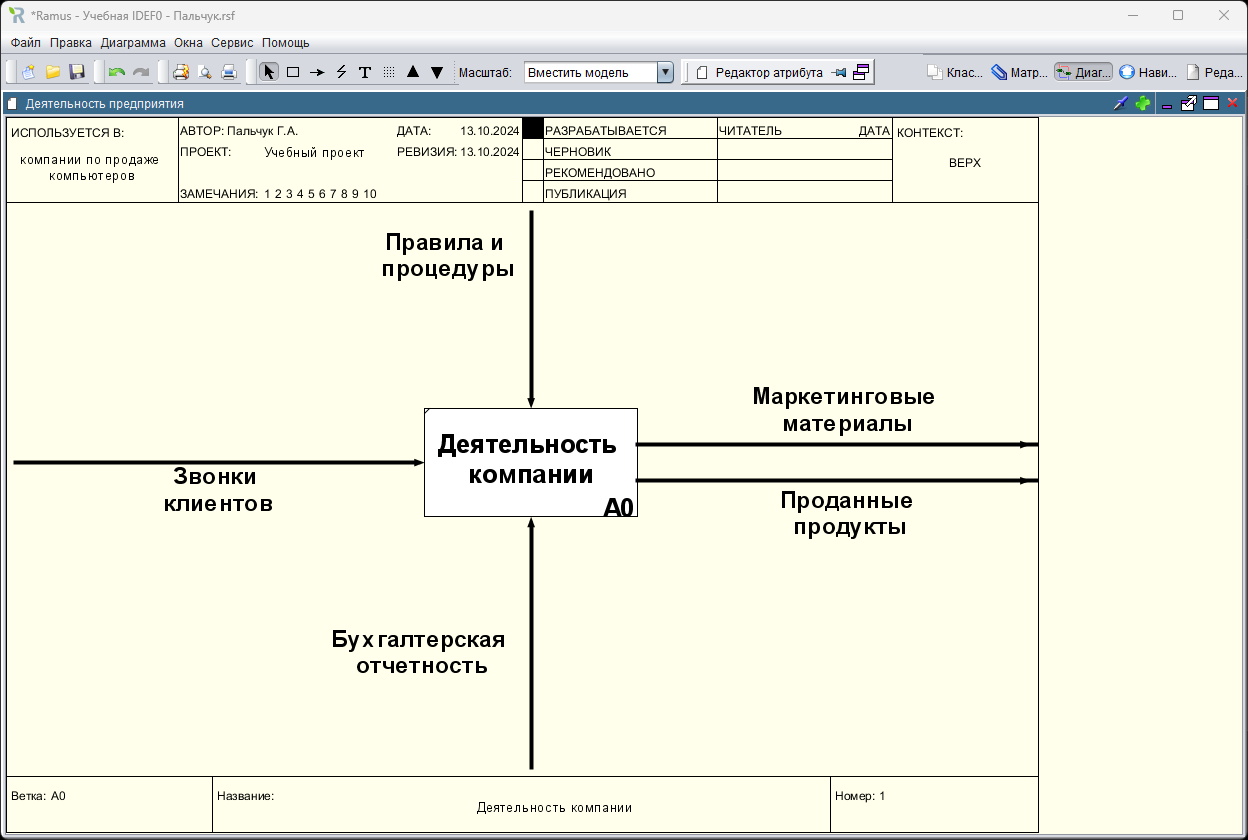 *Ramus - Учебная IDEF0 - Пальчук.rsf
Файл Правка Диаграмма Окна Сервис Помощь
Масштаб: Вместить модель Редактор атрибута Клас... Матр... Диаг... Нави... Реда...
Деятельность предприятия
ИСПОЛЬЗУЕТСЯ В:
компании по продаже
компьютеров
АВТОР: Пальчук Г.А. ДАТА: 13.10.2024
ПРОЕКТ: Учебный проект РЕВИЗИЯ: 13.10.2024
ЗАМЕЧАНИЯ: 1 2 3 4 5 6 7 8 9 10
РАЗРАБАТЫВАЕТСЯ
ЧЕРНОВИК
РЕКОМЕНДОВАНО
ПУБЛИКАЦИЯ
ЧИТАТЕЛЬ ДАТА
КОНТЕКСТ:
ВЕРХ
Правила и
процедуры
Маркетинговые
материалы
Деятельность
компании
A0
Звонки
клиентов
Проданные
продукты
Бухгалтерская
отчетность
Ветка: A0
Название:
Деятельность компании
Номер: 1